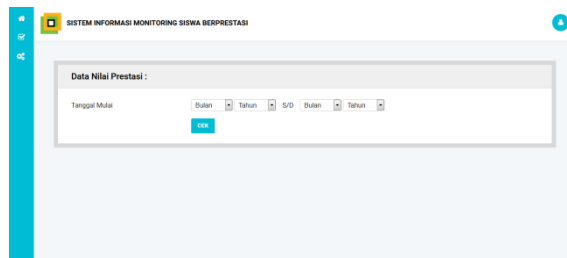 SISTEM INFORMASI MONITORING SISWA BERPRESTASI
Data Nilai Prestasi :
Tanggal Mulai Bulan Tahun S/D Bulan Tahun
CEK